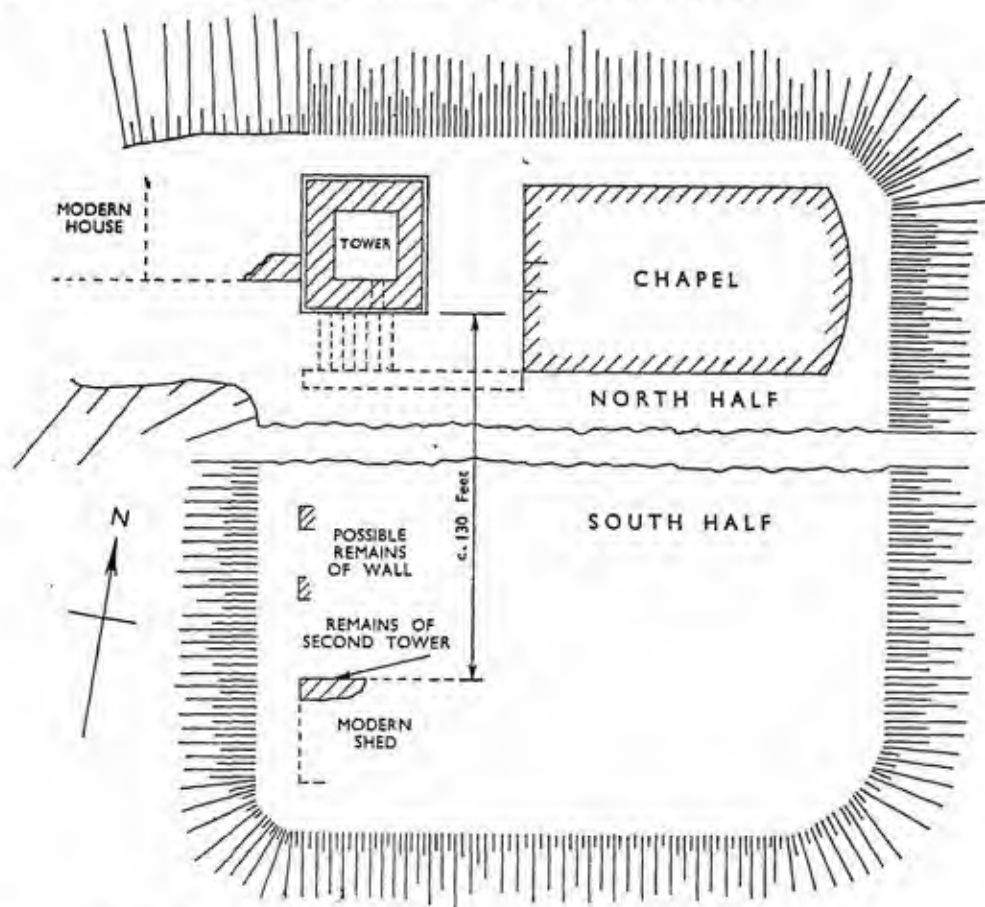 MODERN
HOUSE
TOWER
CHAPEL
NORTH HALF
N
c. 130 Feet
SOUTH HALF
POSSIBLE
REMAINS
OF WALL
REMAINS OF
SECOND TOWER
MODERN
SHED